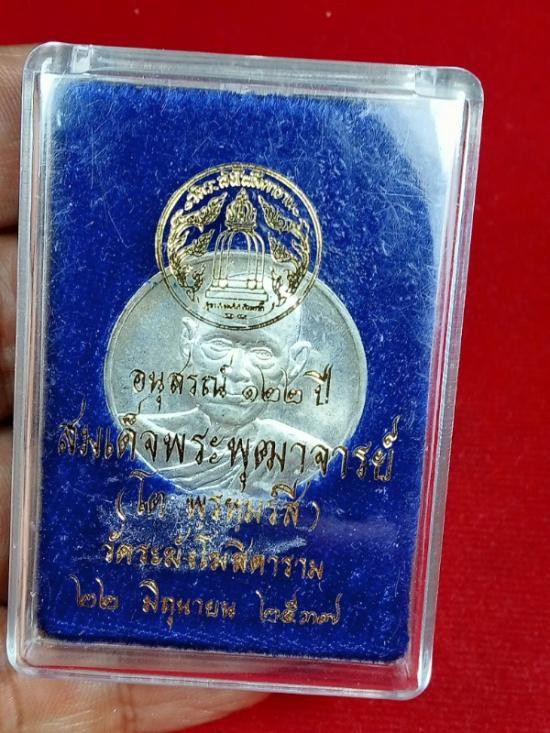 อนุสรณ์ ๑๒๒ ปี
สมเด็จพระพุฒาจารย์
(โต พฺรหฺมรํสี)
วัดระฆังโฆสิตาราม
๒๒ มิถุนายน ๒๕๓๗